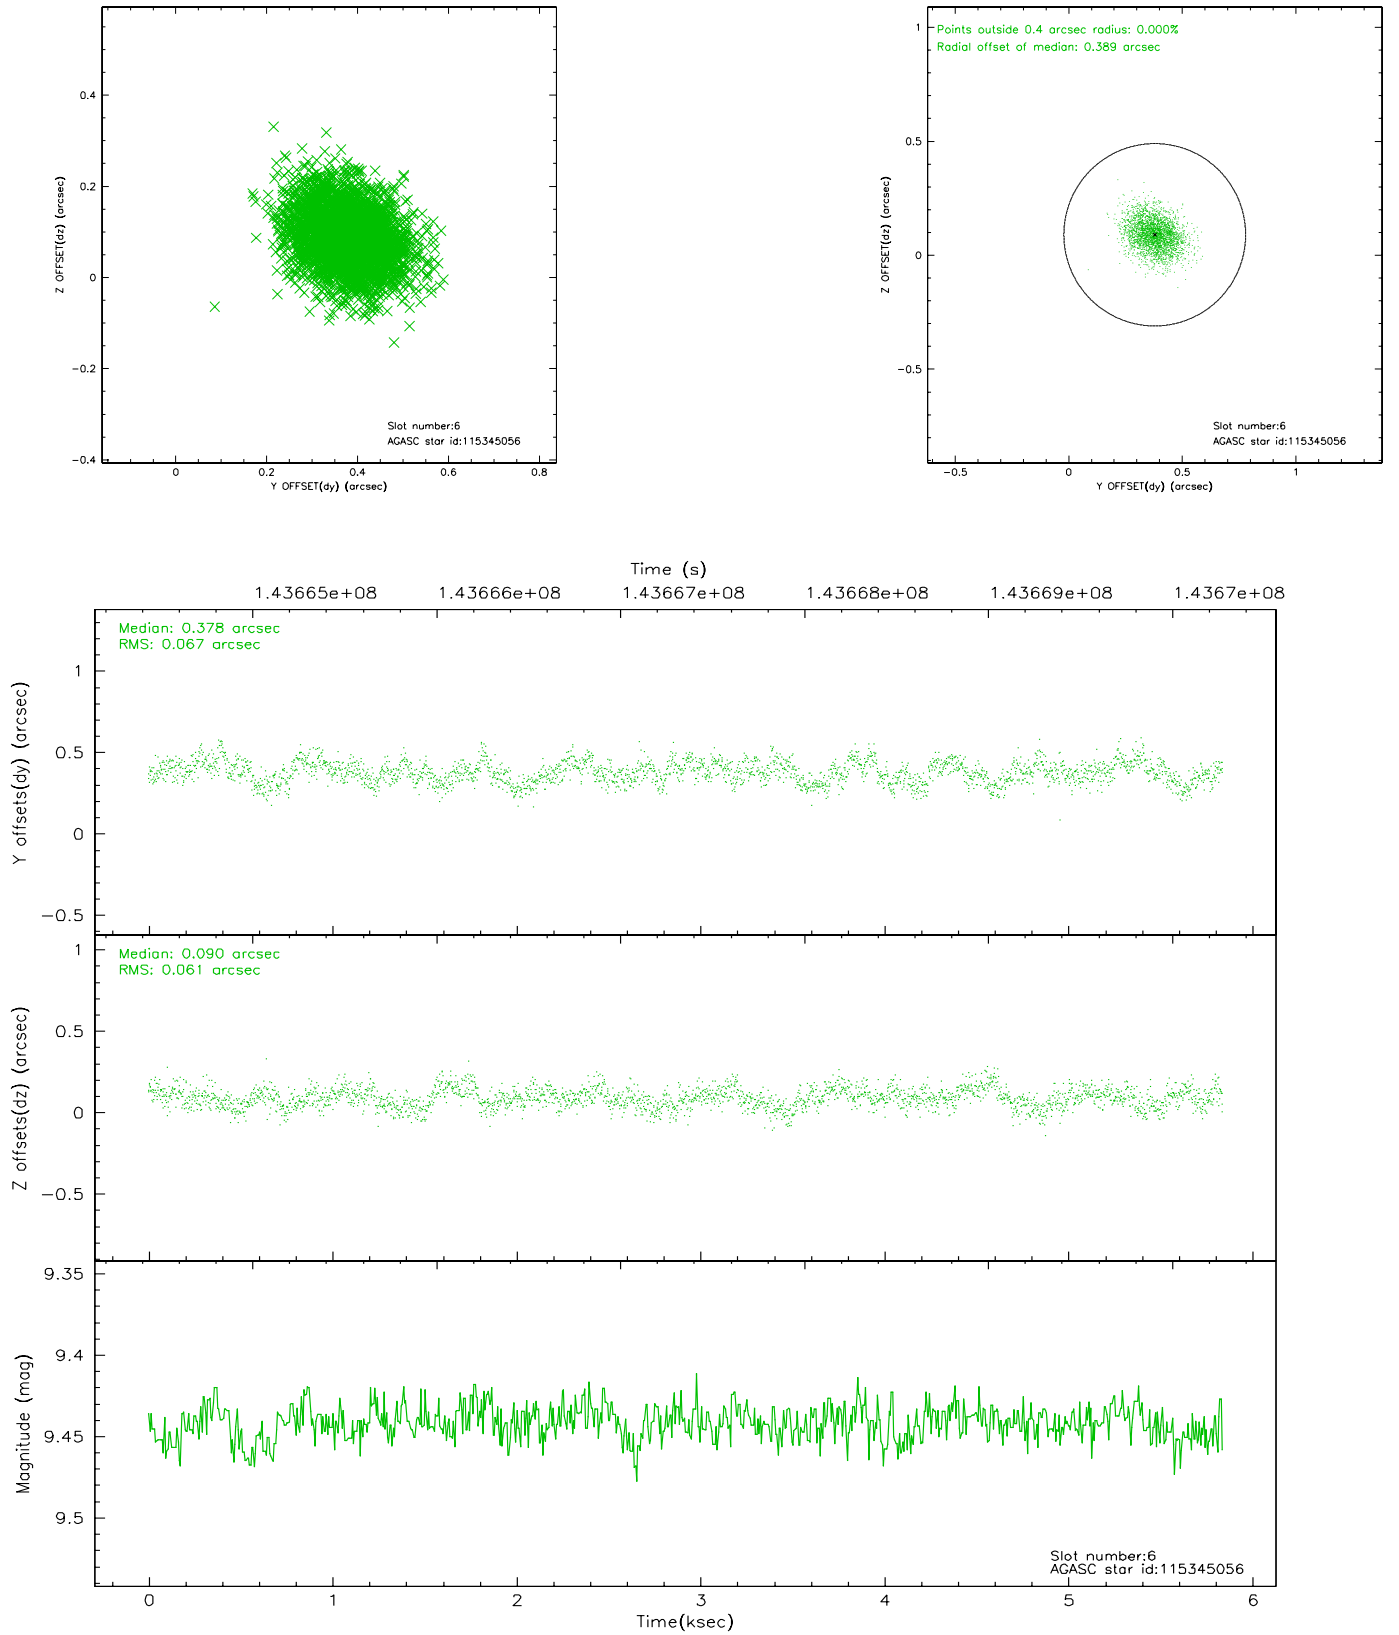 0.4
0.2
0
−0.2
−0.4
Z OFFSET(dz) (arcsec)
0
0.2
0.4
0.6
0.8
Y OFFSET(dy) (arcsec)
Slot number:6
AGASC star id:115345056
Points outside 0.4 arcsec radius: 0.000%
Radial offset of median: 0.389 arcsec
1
0.5
0
−0.5
Z OFFSET(dz) (arcsec)
−0.5
0
0.5
1
Y OFFSET(dy) (arcsec)
Slot number:6
AGASC star id:115345056
Time (s)
1.43665e+08
1.43666e+08
1.43667e+08
1.43668e+08
1.43669e+08
1.4367e+08
Median: 0.378 arcsec
RMS: 0.067 arcsec
1
0.5
0
−0.5
Y offsets(dy) (arcsec)
Median: 0.090 arcsec
RMS: 0.061 arcsec
1
0.5
0
−0.5
Z offsets(dz) (arcsec)
9.35
9.4
9.45
9.5
Magnitude (mag)
Slot number:6
AGASC star id:115345056
0
1
2
3
4
5
6
Time(ksec)